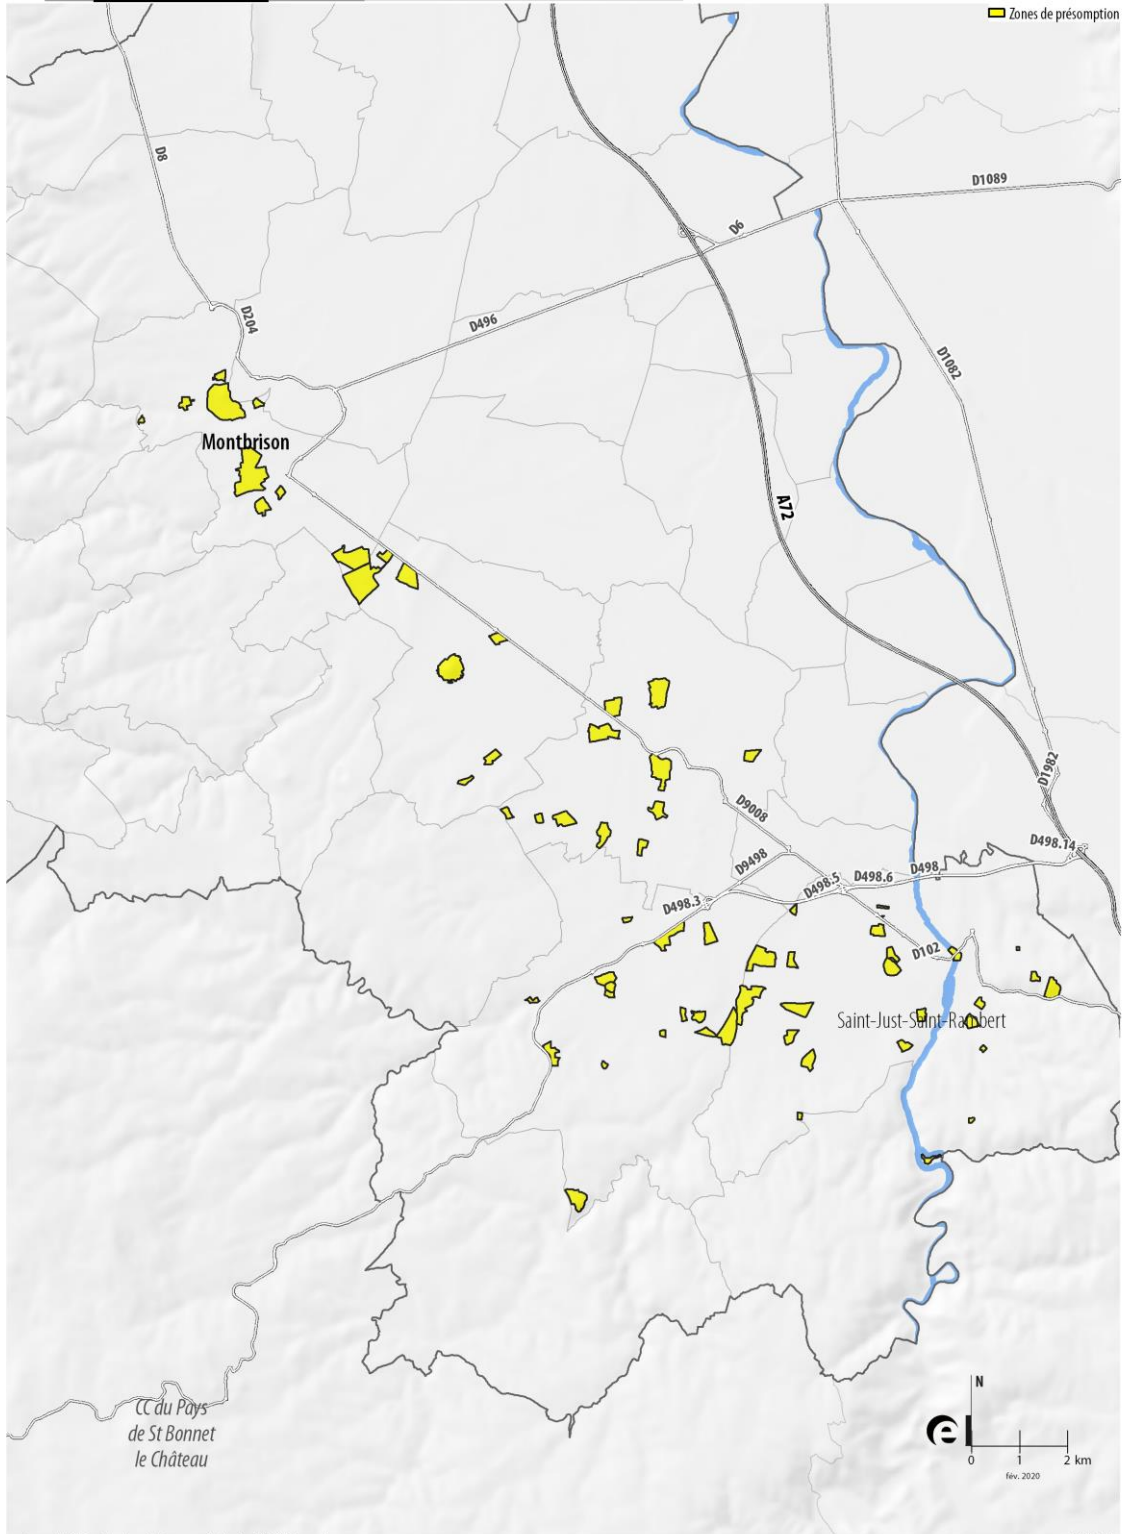 Zones de présomption
D8
D1089
D6
D204
D496
D1082
Montbrison
A72
D1982
D9008
D498.14
D9498
D498
D498.6
D498.5
D498.3
D102
Saint-Just-Saint-Rambert
CC du Pays
de St Bonnet
le Château
N
e
0 1 2 km
fév. 2020